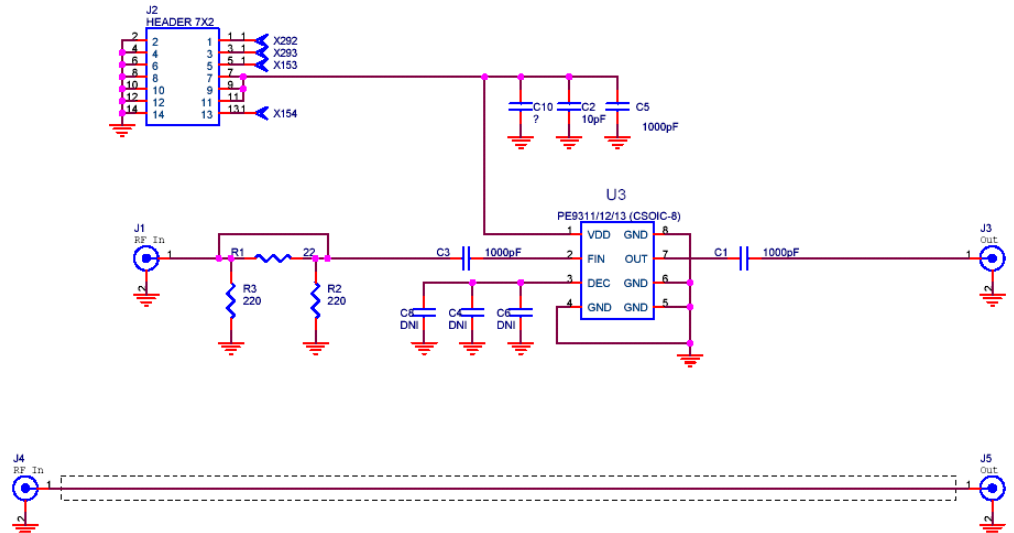 J2
HEADER 7X2
2 2 1 1 1 X292
4 4 3 3 1 X293
6 6 5 5 1 X153
8 8 7 7
10 10 9 9
12 12 11 11
14 14 13 13 1 X154
C10 C2 C5
? 10pF 1000pF
U3
PE9311/12/13 (CSOIC-8)
J1
RF In
1
2
R1 22
R3
220
R2
220
C3 1000pF
1 VDD GND 8
2 FIN OUT 7
3 DEC GND 6
4 GND GND 5
C1 1000pF
J3
Out
1
2
C8 C4 C6
DNI DNI DNI
J4
RF In
1
2
J5
Out
1
2